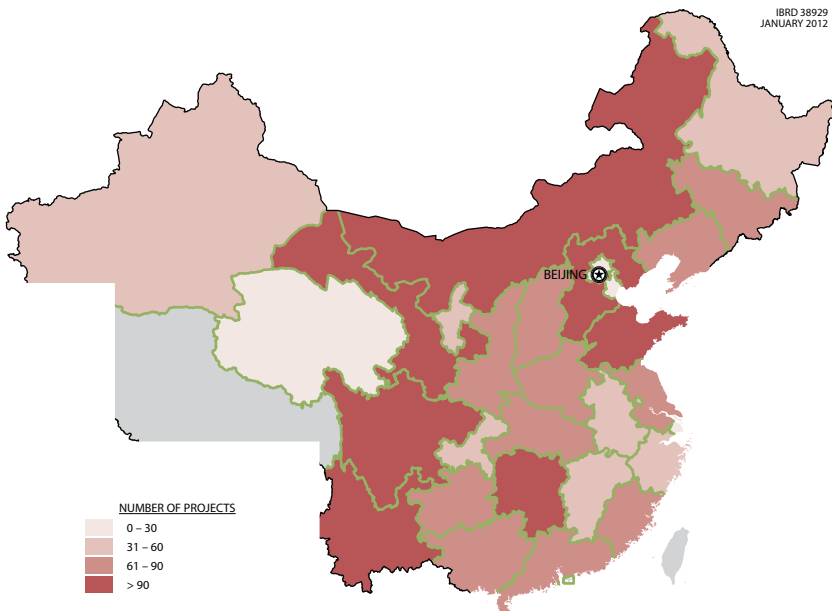 IBRD 38929
JANUARY 2012
BEIJING
NUMBER OF PROJECTS
0 – 30
31 – 60
61 – 90
> 90